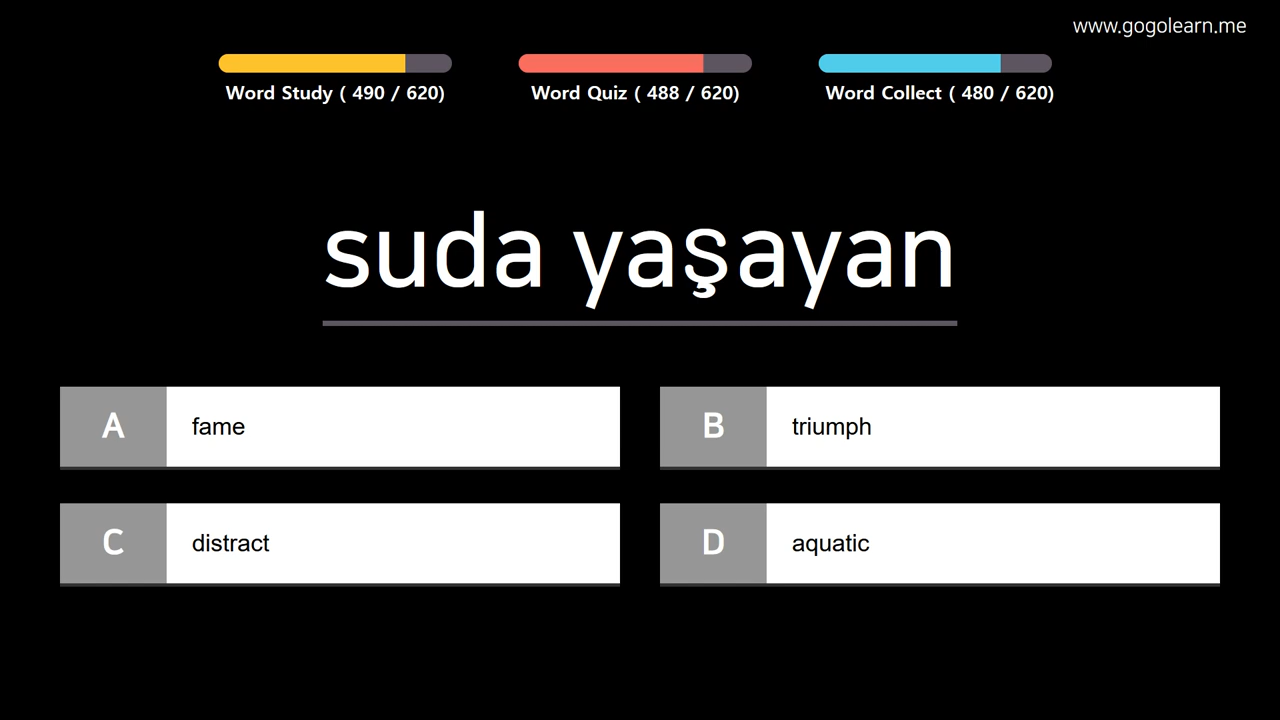 www.gogolearn.me
Word Study ( 490 / 620)
Word Quiz ( 488 / 620)
Word Collect ( 480 / 620)
suda yaşayan
A fame
B triumph
C distract
D aquatic